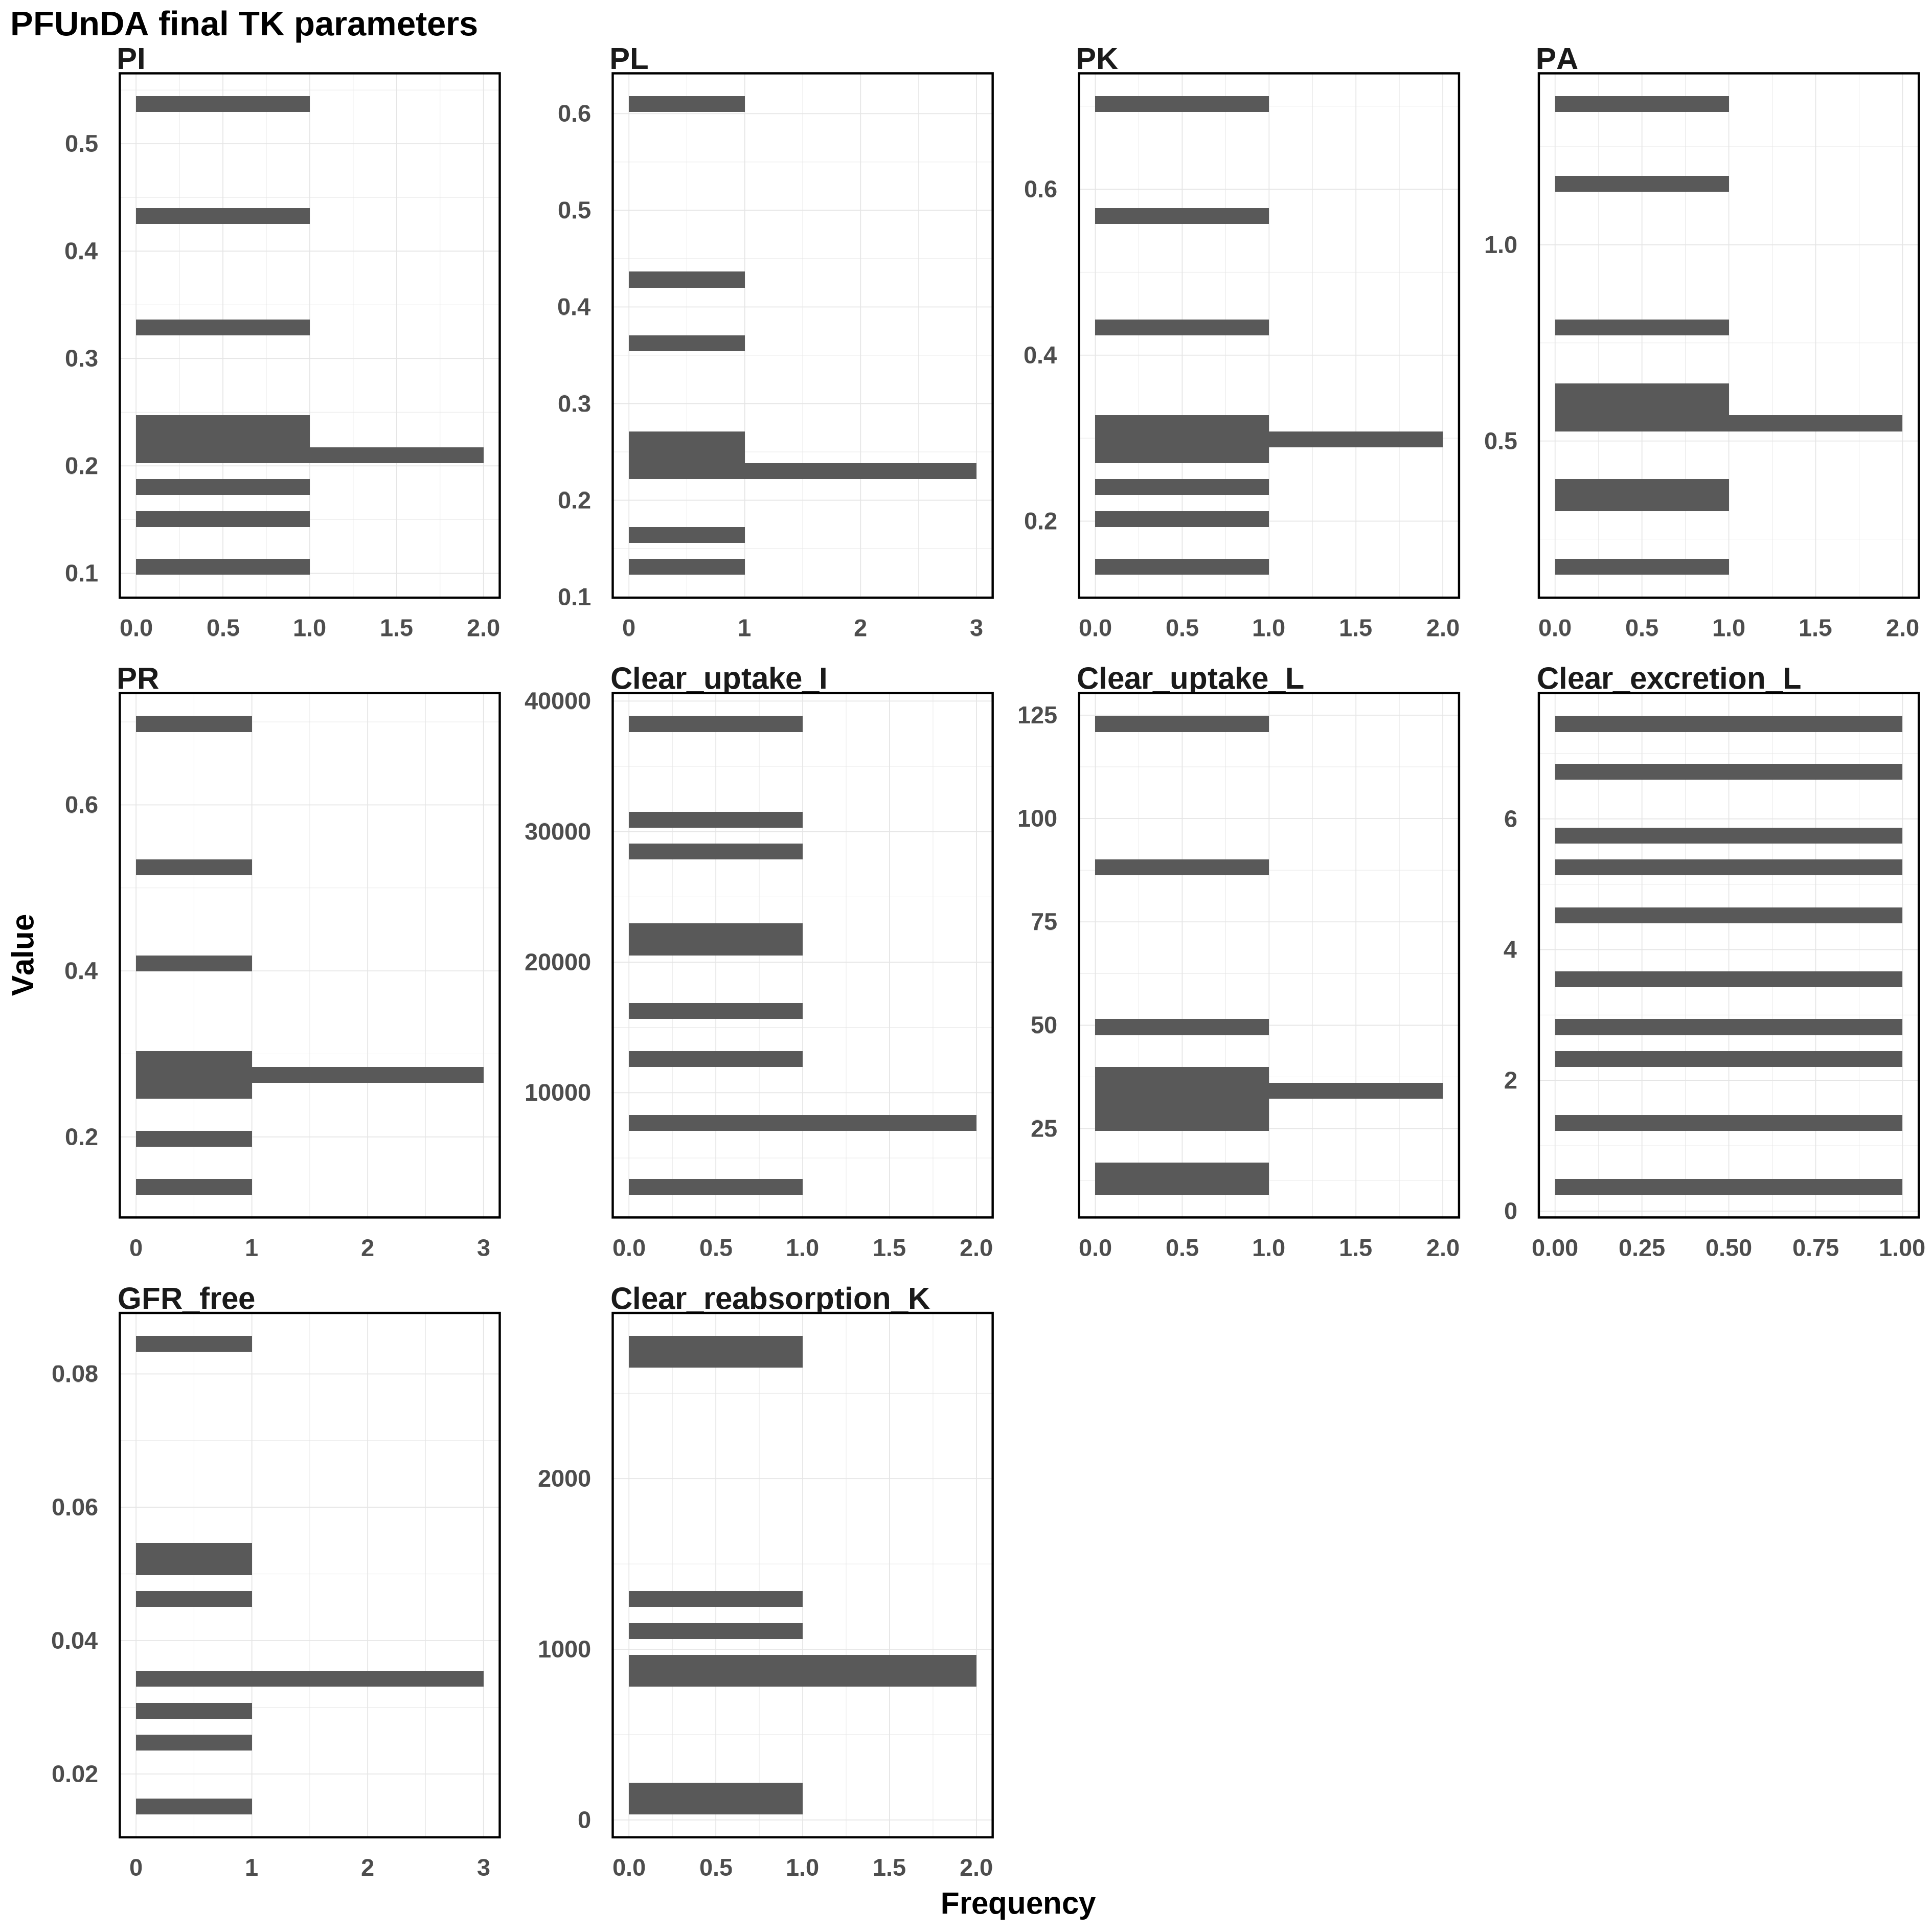 PFUnDA final TK parameters
PI
PL
PK
PA
0.5
0.4
0.3
0.2
0.1
0.0 0.5 1.0 1.5 2.0
0.6
0.5
0.4
0.3
0.2
0.1
0 1 2 3
0.6
0.4
0.2
0.0 0.5 1.0 1.5 2.0
1.0
0.5
0.0 0.5 1.0 1.5 2.0
PR
Clear_uptake_I
Clear_uptake_L
Clear_excretion_L
0.6
0.4
0.2
0 1 2 3
40000
30000
20000
10000
0.0 0.5 1.0 1.5 2.0
125
100
75
50
25
0.0 0.5 1.0 1.5 2.0
6
4
2
0
0.00 0.25 0.50 0.75 1.00
GFR_free
Clear_reabsorption_K
0.08
0.06
0.04
0.02
0 1 2 3
2000
1000
0
0.0 0.5 1.0 1.5 2.0
Value
Frequency